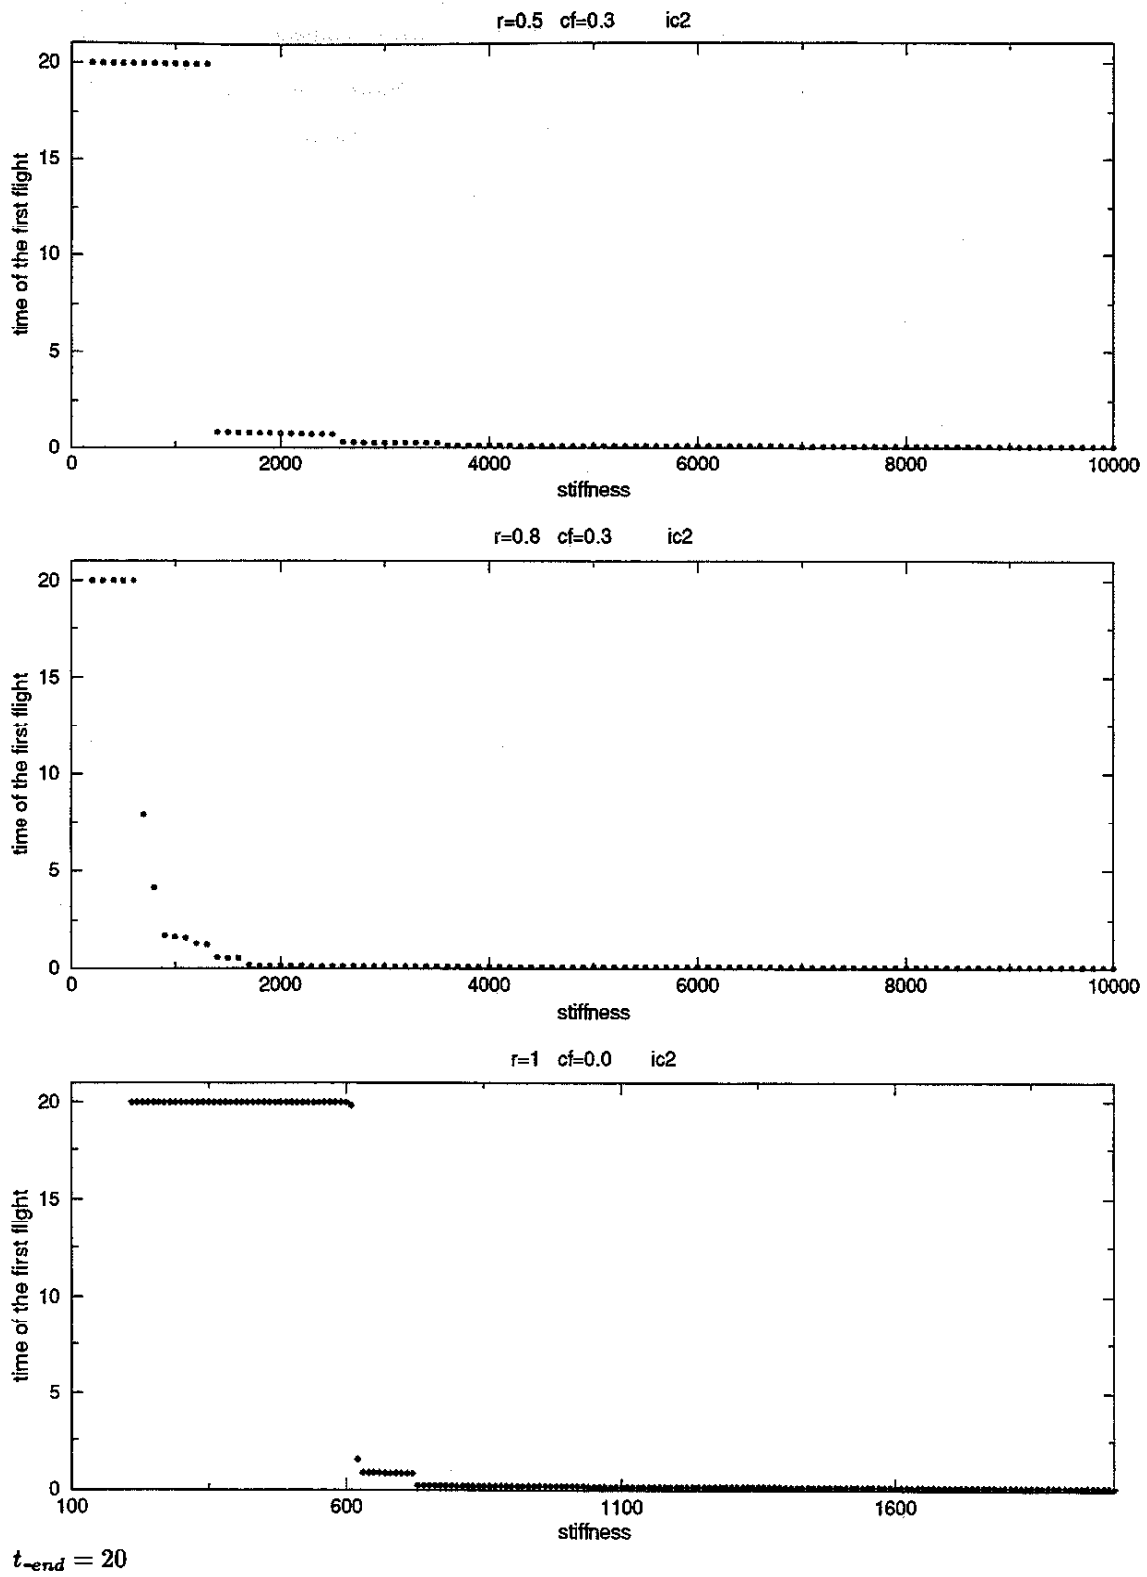 r=0.5 cf=0.3 ic2
20
15
10
5
0
time of the first flight
0 2000 4000 6000 8000 10000
stiffness
r=0.8 cf=0.3 ic2
20
15
10
5
0
time of the first flight
0 2000 4000 6000 8000 10000
stiffness
r=1 cf=0.0 ic2
20
15
10
5
0
time of the first flight
100 600 1100 1600
stiffness
t_-end = 20